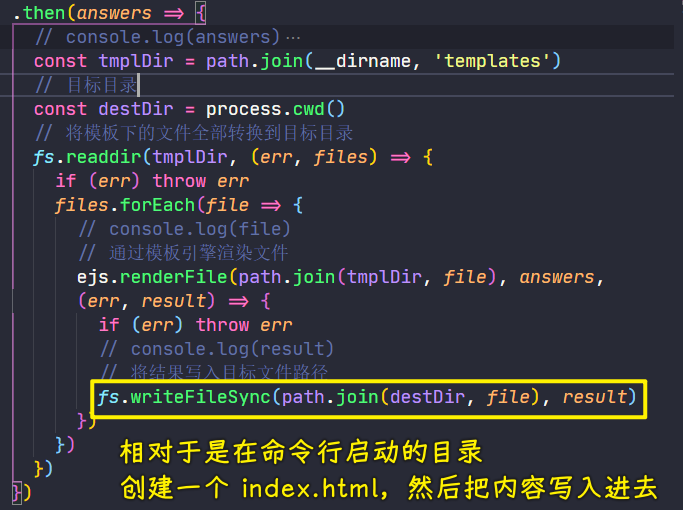 .then(answers => {
// console.log(answers)…
const tmplDir = path.join(__dirname, 'templates')
// 目标目录
const destDir = process.cwd()
// 将模板下的文件全部转换到目标目录
fs.readdir(tmplDir, (err, files) => {
if (err) throw err
files.forEach(file => {
// console.log(file)
// 通过模板引擎渲染文件
ejs.renderFile(path.join(tmplDir, file), answers,
(err, result) => {
if (err) throw err
// console.log(result)
// 将结果写入目标文件路径
fs.writeFileSync(path.join(destDir, file), result)
})
})
})
})
相对于是在命令行启动的目录
创建一个 index.html，然后把内容写入进去